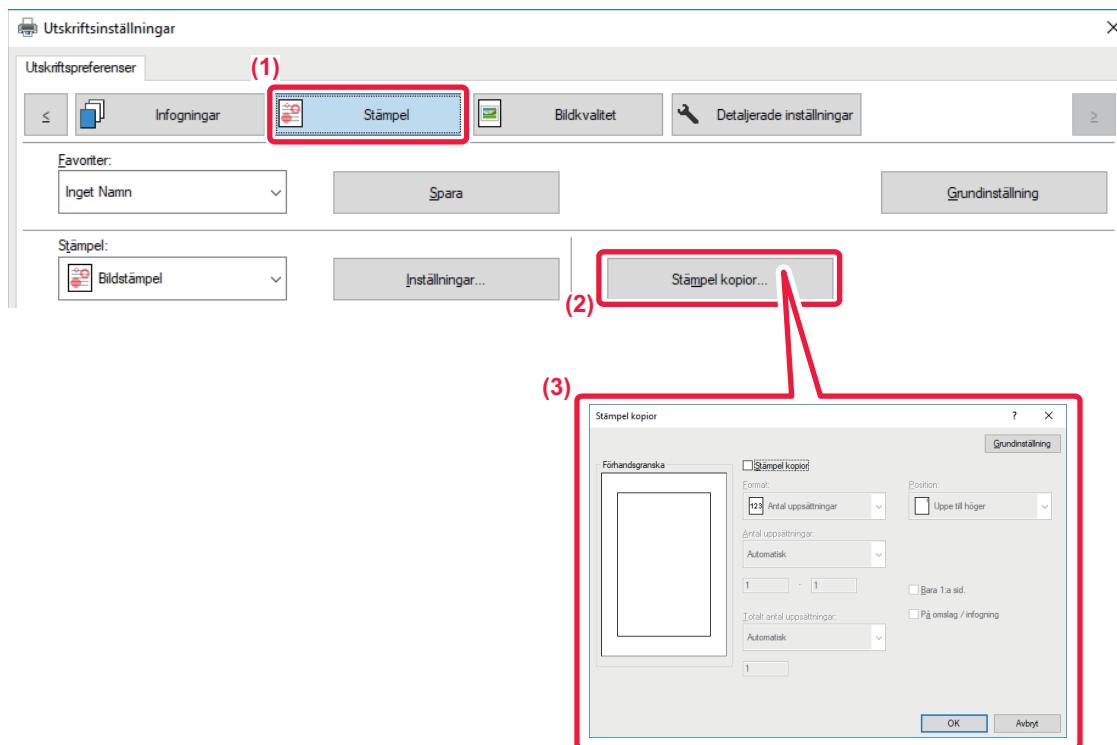 Utskriftsinställningar
Utskriftspreferenser
(1)
< Infogningar Stämpel Bildkvalitet Detaljerade inställningar >
Favoriter:
Inget Namn Spara Grundinställning
Stämpel:
Bildstämpel Inställningar... Stämpel kopior...
(2)
(3)
Stämpel kopior ?
Grundinställning
Förhandsgranska Stämpel kopior
Format: Position:
123 Antal uppsättningar Uppe till höger
Antal uppsättningar:
Automatisk
1 - 1 Bara 1:a sid.
Totalt antal uppsättningar: På omslag / infogning
Automatisk
1
OK Avbryt